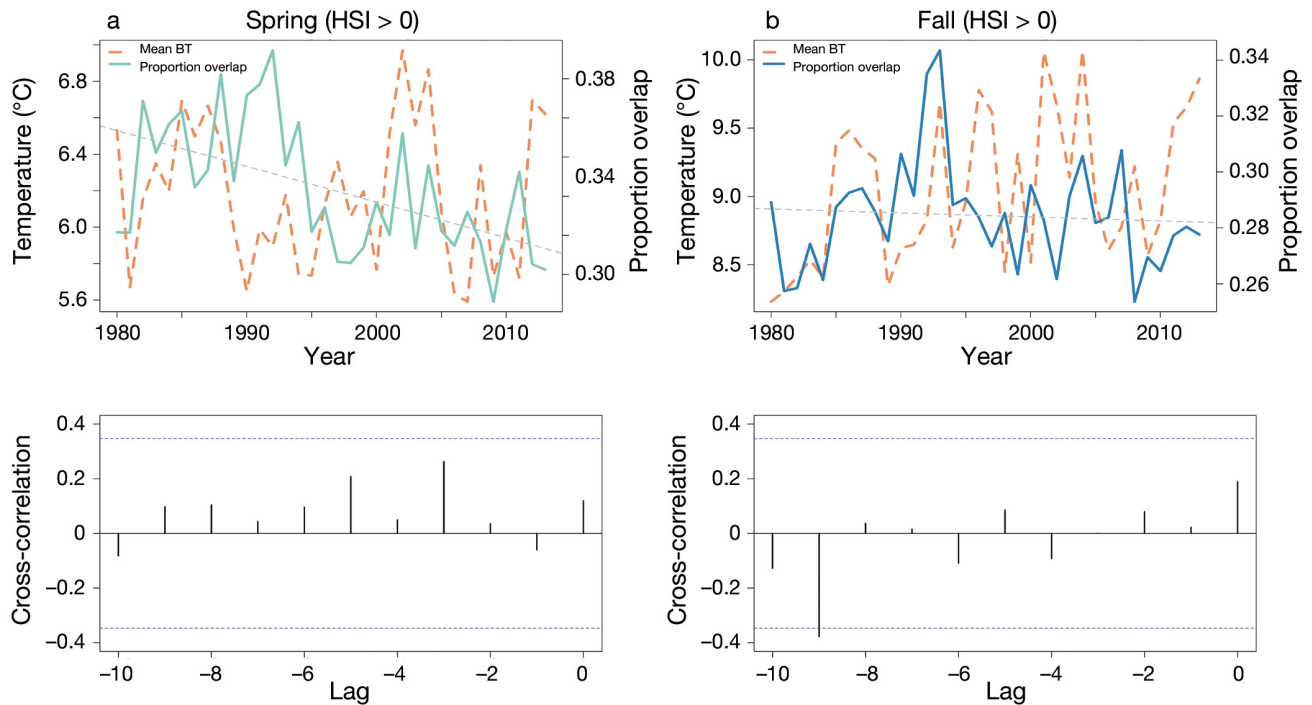 a Spring (HSI > 0)
Mean BT
Proportion overlap
Temperature (°C)
6.8
6.4
6.0
5.6
0.38
0.34
0.30
Proportion overlap
1980 1990 2000 2010
Year
b Fall (HSI > 0)
Mean BT
Proportion overlap
Temperature (°C)
10.0
9.5
9.0
8.5
0.34
0.32
0.30
0.28
0.26
Proportion overlap
1980 1990 2000 2010
Year
Cross-correlation
0.4
0.2
0
−0.2
−0.4
−10 −8 −6 −4 −2 0
Lag
Cross-correlation
0.4
0.2
0
−0.2
−0.4
−10 −8 −6 −4 −2 0
Lag